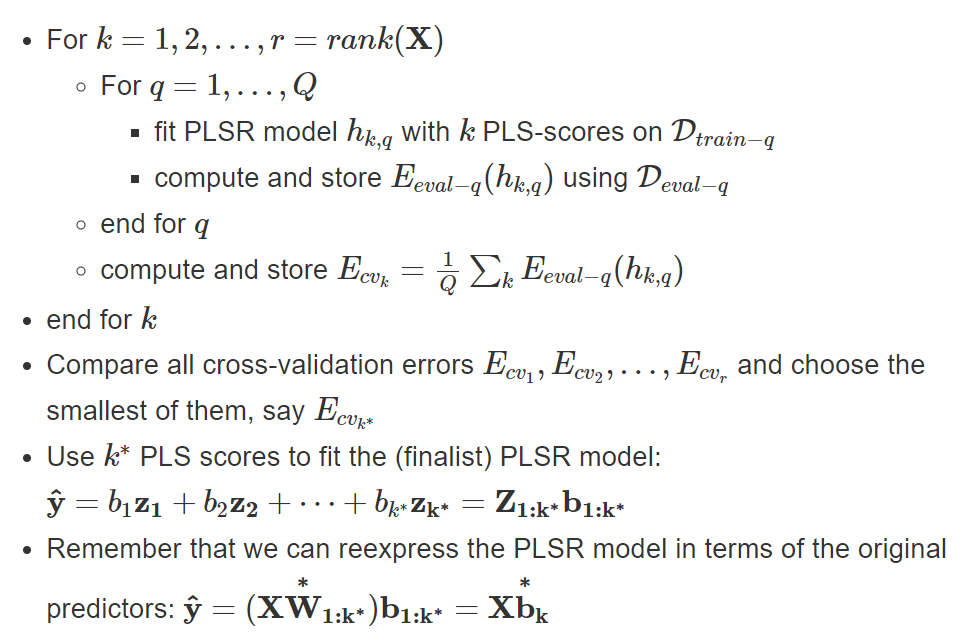 • For $k = 1, 2, \ldots, r = rank(\mathbf{X})$
◦ For $q = 1, \ldots, Q$
▪ fit PLSR model $h_{k,q}$ with $k$ PLS-scores on $\mathcal{D}_{train-q}$
▪ compute and store $E_{eval-q}(h_{k,q})$ using $\mathcal{D}_{eval-q}$
◦ end for $q$
◦ compute and store $E_{cv_k} = \frac{1}{Q} \sum_k E_{eval-q}(h_{k,q})$
• end for $k$
• Compare all cross-validation errors $E_{cv_1}, E_{cv_2}, \ldots, E_{cv_r}$ and choose the
smallest of them, say $E_{cv_{k^*}}$
• Use $k^*$ PLS scores to fit the (finalist) PLSR model:
$\hat{\mathbf{y}} = b_1\mathbf{z_1} + b_2\mathbf{z_2} + \cdots + b_{k^*}\mathbf{z_{k^*}} = \mathbf{Z_{1:k^*}}\mathbf{b_{1:k^*}}$
• Remember that we can reexpress the PLSR model in terms of the original
predictors: $\hat{\mathbf{y}} = (\mathbf{X}\overset{*}{\mathbf{W}}_{\mathbf{1:k^*}})\mathbf{b_{1:k^*}} = \mathbf{X}\overset{*}{\mathbf{b}}_{\mathbf{k}}$